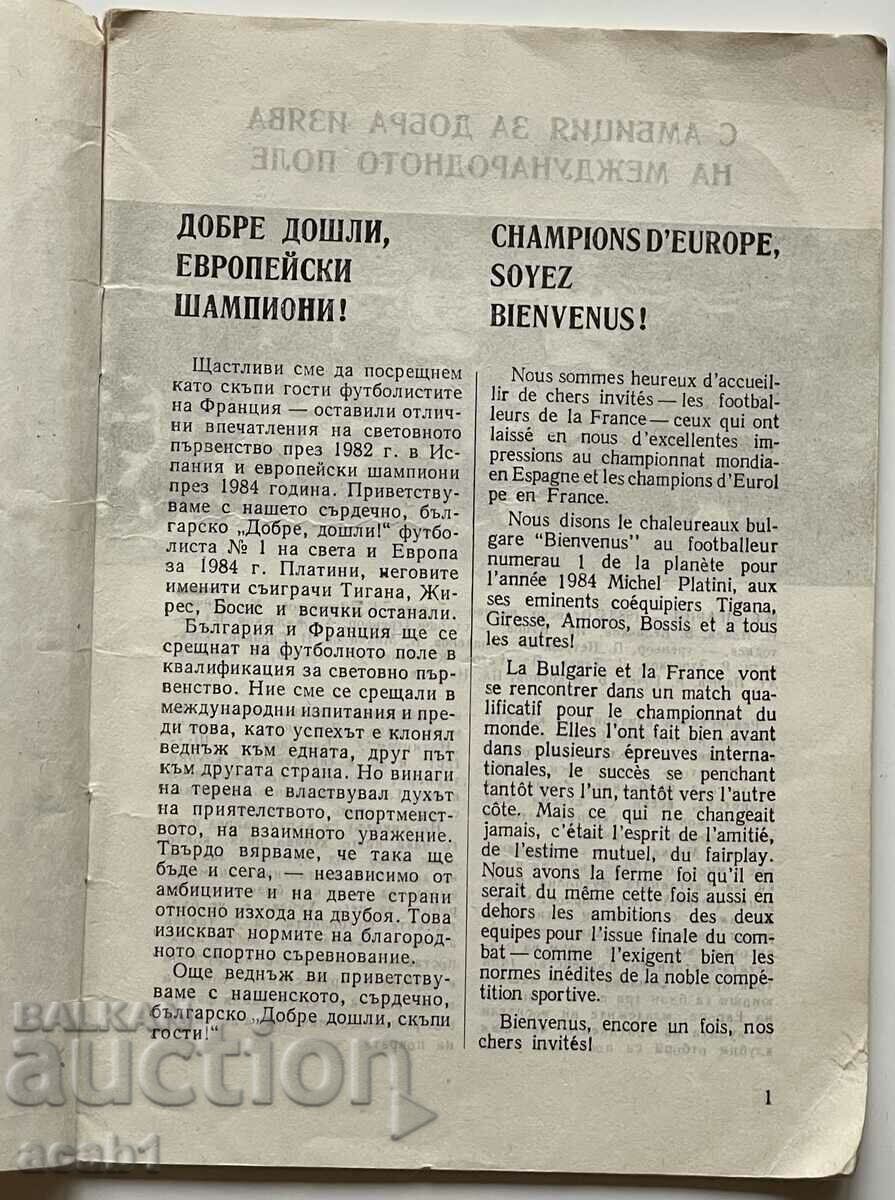 ДОБРЕ ДОШЛИ,
ЕВРОПЕЙСКИ
ШАМПИОНИ!
Щастливи сме да посрещнем
като скъпи гости футболистите
на Франция — оставили отлич-
ни впечатления на световното
първенство през 1982 г. в Ис-
пания и европейски шампиони
през 1984 година. Приветству-
ваме с нашето сърдечно, бъл-
гарско „Добре, дошли!" футбо-
листа № 1 на света и Европа
за 1984 г. Платини, неговите
именити съиграчи Тигана, Жи-
рес, Босис и всички останали.
България и Франция ще се
срещнат на футболното поле в
квалификация за световно пър-
венство. Ние сме се срещали в
международни изпитания и пре-
ди това, като успехът е клонял
веднъж към едната, друг път
към другата страна. Но винаги
на терена е властвувал духът
на приятелството, спортменст-
вото, на взаимното уважение.
Твърдо вярваме, че така ще
бъде и сега, — независимо от
амбициите и на двете страни
относно изхода на двубоя. Това
изискват нормите на благород-
ното спортно съревнование.
Още веднъж ви приветству-
ваме с нашенското, сърдечно,
българско „Добре дошли, скъпи
гости!"
CHAMPIONS D'EUROPE,
SOYEZ
BIENVENUS!
Nous sommes heureux d'accueil-
lir de chers invités — les footbal-
leurs de la France — ceux qui ont
laissé en nous d'excellentes im-
pressions au championnat mondia-
en Espagne et les champions d'Eurol
pe en France.
Nous disons le chaleureux bul-
gare "Bienvenus" au footballeur
numerau 1 de la planète pour
l'année 1984 Michel Platini, aux
ses eminents coéquipiers Tigana,
Giresse, Amoros, Bossis et a tous
les autres!
La Bulgarie et la France vont
se rencontrer dans un match qua-
lificatif pour le championnat du
monde. Elles l'ont fait bien avant
dans plusieurs épreuves interna-
tionales, le succès se penchant
tantôt vers l'un, tantôt vers l'autre
côte. Mais ce qui ne changeait
jamais, c'était l'esprit de l'amitié,
de l'estime mutuel, du fairplay.
Nous avons la ferme foi qu'il en
serait du même cette fois aussi en
dehors les ambitions des deux
equipes pour l'issue finale du com-
bat — comme l'exigent bien les
normes inédites de la noble compé-
tition sportive.
Bienvenus, encore un fois, nos
chers invités!
1
BALKAN
auction
acab1